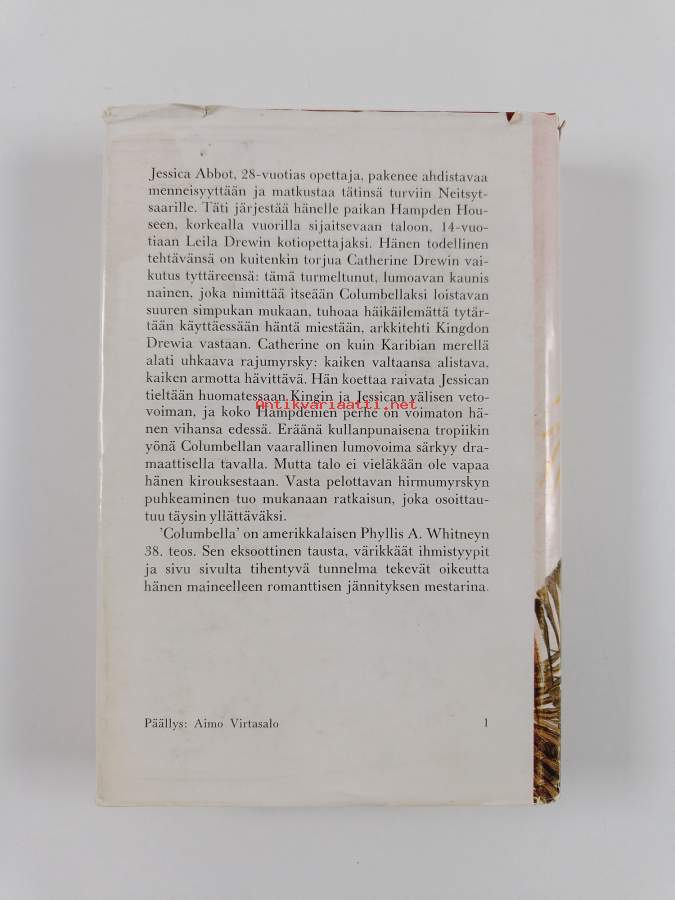 Jessica Abbot, 28-vuotias opettaja, pakenee ahdistavaa
menneisyyttään ja matkustaa tätinsä turviin Neitsyt-
saarille. Täti järjestää hänelle paikan Hampden Hou-
seen, korkealla vuorilla sijaitsevaan taloon, 14-vuo-
tiaan Leila Drewin kotiopettajaksi. Hänen todellinen
tehtävänsä on kuitenkin torjua Catherine Drewin vai-
kutus tyttäreensä: tämä turmeltunut, lumoavan kaunis
nainen, joka nimittää itseään Columbellaksi loistavan
suuren simpukan mukaan, tuhoaa häikäilemättä tytär-
tään käyttäessään häntä miestään, arkkitehti Kingdon
Drewia vastaan. Catherine on kuin Karibian merellä
alati uhkaava rajumyrsky: kaiken valtaansa alistava,
kaiken armotta hävittävä. Hän koettaa raivata Jessican
tieltään huomatessaan Kingin ja Jessican välisen veto-
Antikvariaatti.net
voiman, ja koko Hampdenien perhe on voimaton hä-
nen vihansa edessä. Eräänä kullanpunaisena tropiikin
yönä Columbellan vaarallinen lumovoima särkyy dra-
maattisella tavalla. Mutta talo ei vieläkään ole vapaa
hänen kirouksestaan. Vasta pelottavan hirmumyrskyn
puhkeaminen tuo mukanaan ratkaisun, joka osoittau-
tuu täysin yllättäväksi.
'Columbella' on amerikkalaisen Phyllis A. Whitneyn
38. teos. Sen eksoottinen tausta, värikkäät ihmistyypit
ja sivu sivulta tihentyvä tunnelma tekevät oikeutta
hänen maineelleen romanttisen jännityksen mestarina.
Päällys: Aimo Virtasalo 1